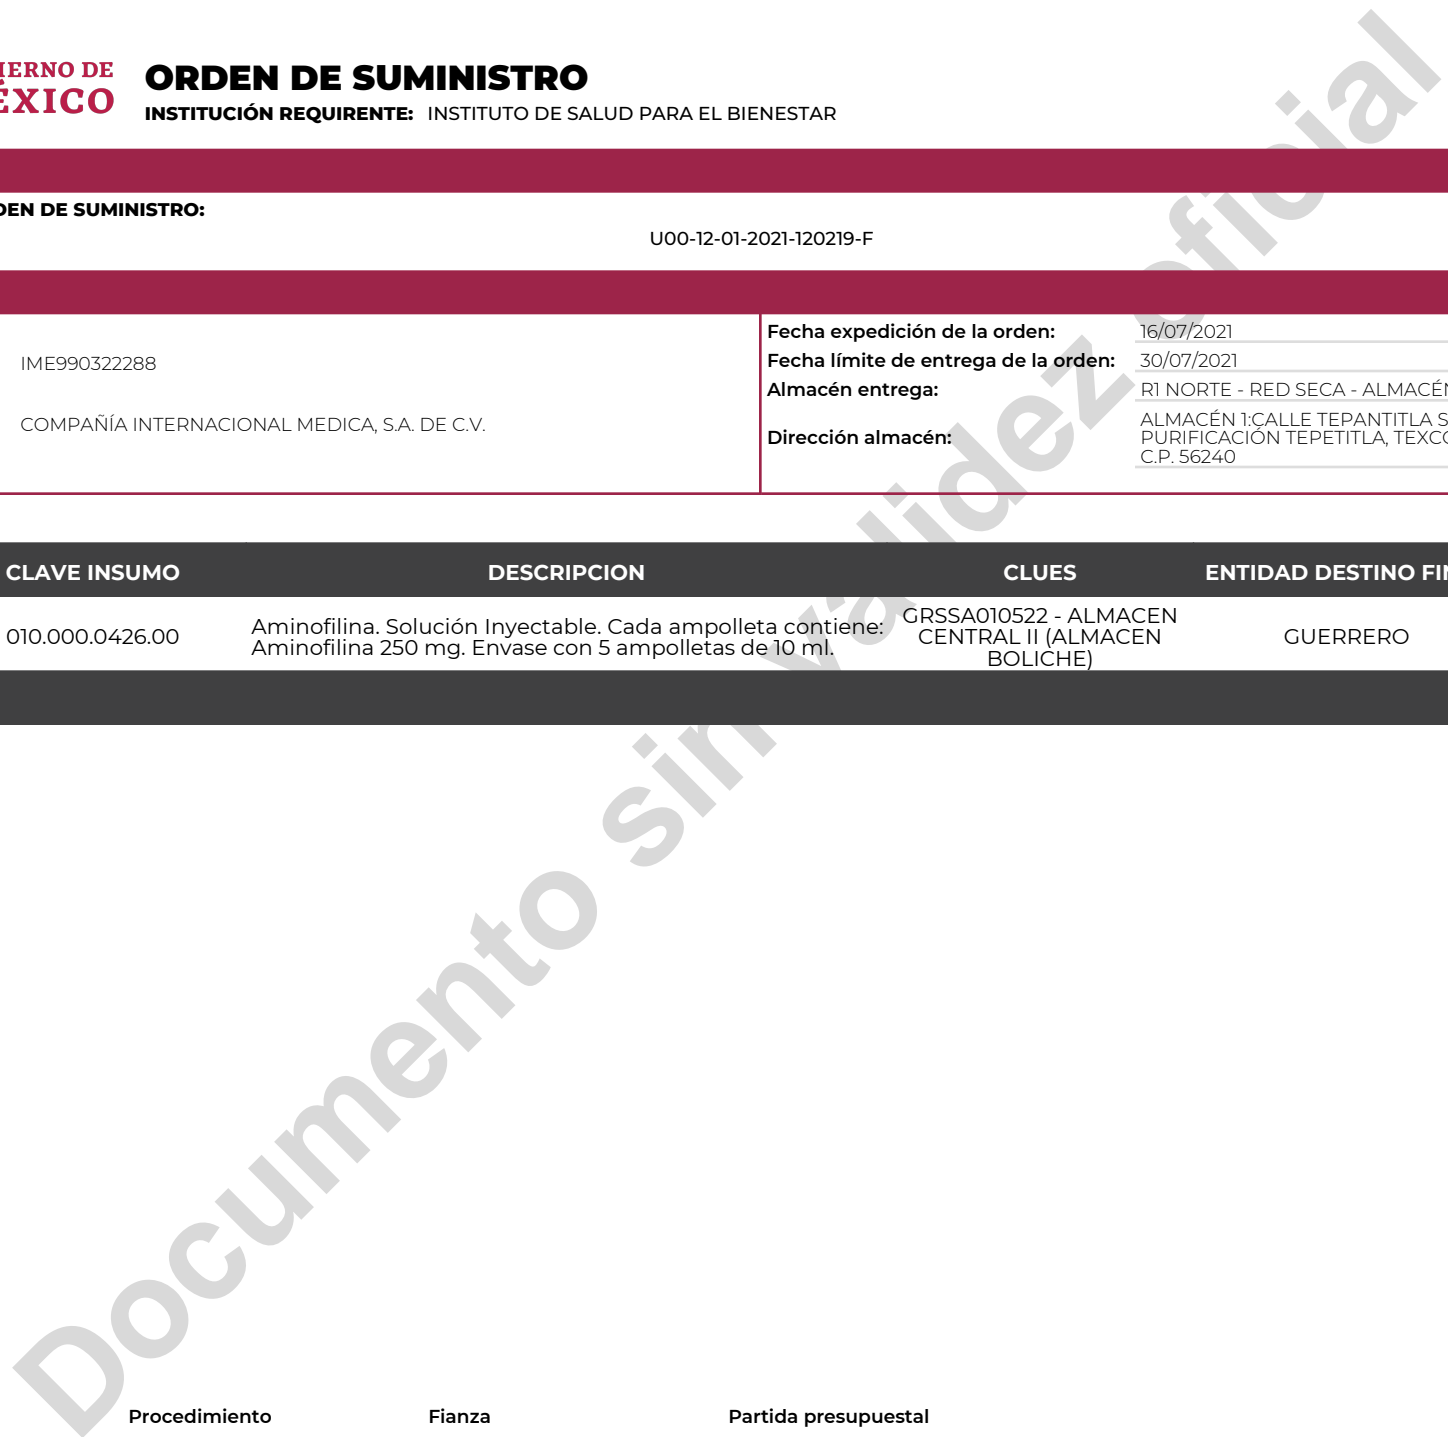 IERNO DE
ÉXICO
ORDEN DE SUMINISTRO
INSTITUCIÓN REQUIRENTE: INSTITUTO DE SALUD PARA EL BIENESTAR
DEN DE SUMINISTRO:
U00-12-01-2021-120219-F
IME990322288
COMPAÑÍA INTERNACIONAL MEDICA, S.A. DE C.V.
Fecha expedición de la orden: 16/07/2021
Fecha límite de entrega de la orden: 30/07/2021
Almacén entrega: R1 NORTE - RED SECA - ALMACÉN
Dirección almacén: ALMACÉN 1:CALLE TEPANTITLA S
PURIFICACIÓN TEPETITLA, TEXCO
C.P. 56240
CLAVE INSUMO DESCRIPCION CLUES ENTIDAD DESTINO FIN
010.000.0426.00
Aminofilina. Solución Inyectable. Cada ampolleta contiene:
Aminofilina 250 mg. Envase con 5 ampolletas de 10 ml.
GRSSA010522 - ALMACEN
CENTRAL II (ALMACEN
BOLICHE)
GUERRERO
Documento sin validez oficial
Procedimiento Fianza Partida presupuestal